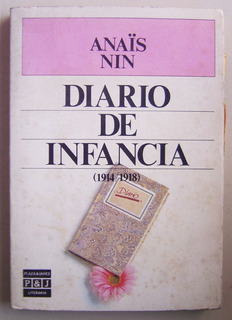 ANAÏS
NIN
DIARIO
DE
INFANCIA
(1914/1918)
Diario
PLAZA & JANES
P&J
LITERARIA